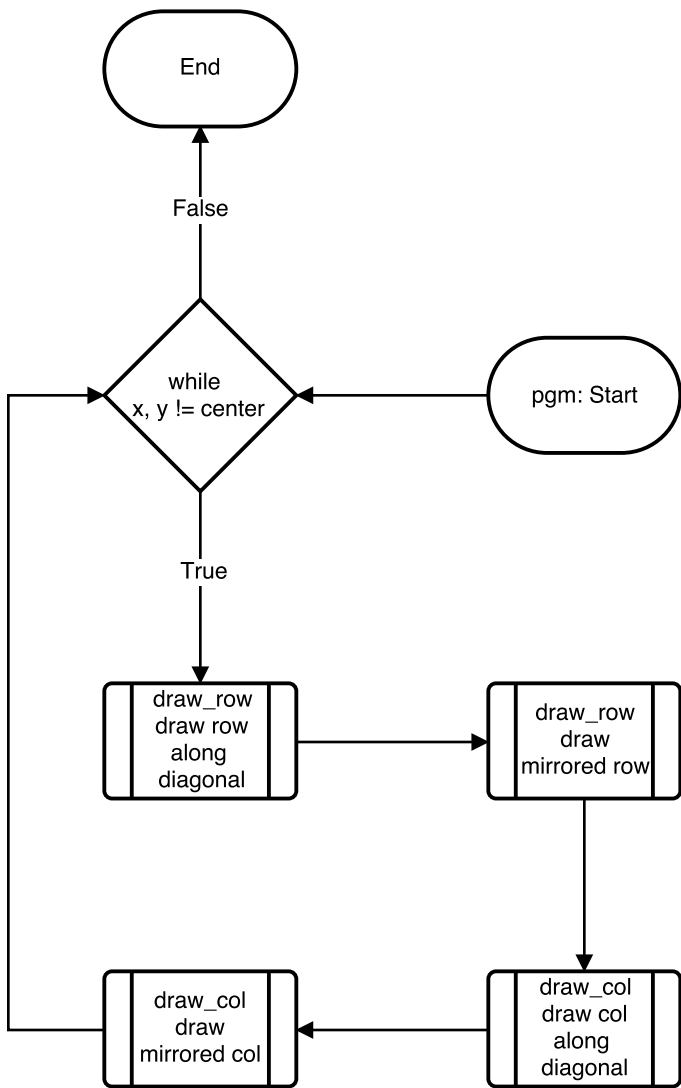 End
False
while
x, y != center
pgm: Start
True
draw_row
draw row
along
diagonal
draw_row
draw
mirrored row
draw_col
draw
mirrored col
draw_col
draw col
along
diagonal